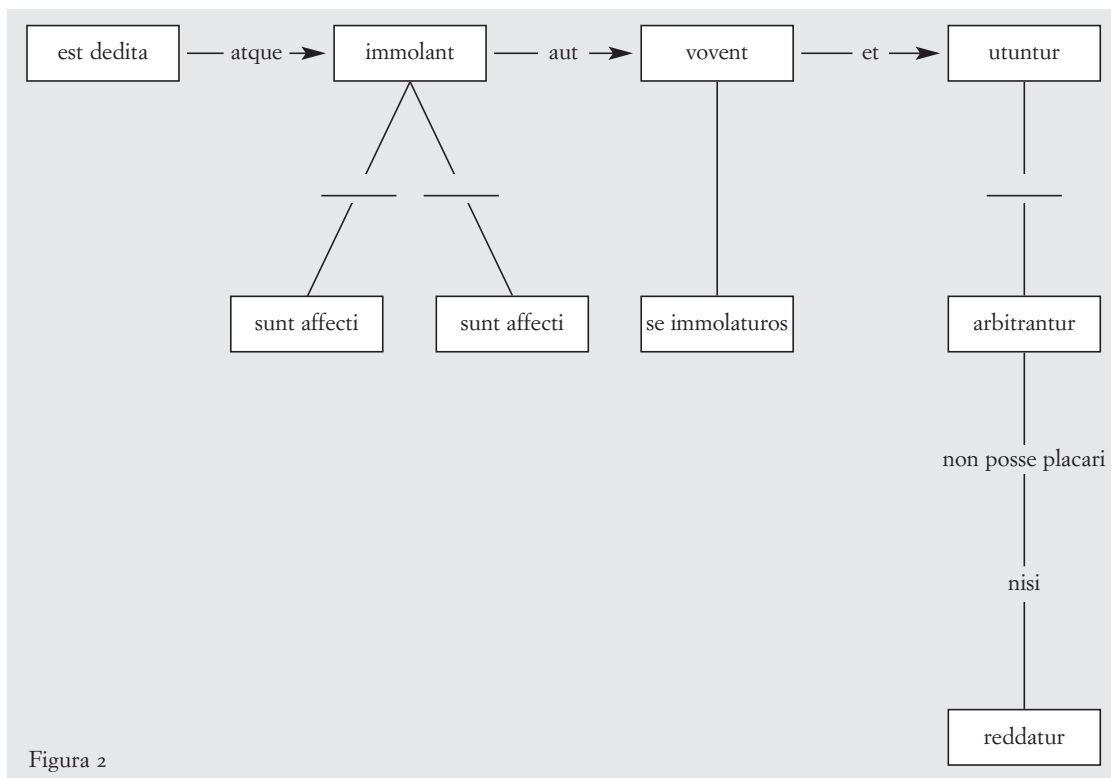 est dedita atque immolant aut vovent et utuntur
sunt affecti sunt affecti se immolaturos arbitrantur
non posse placari
nisi
reddatur
Figura 2